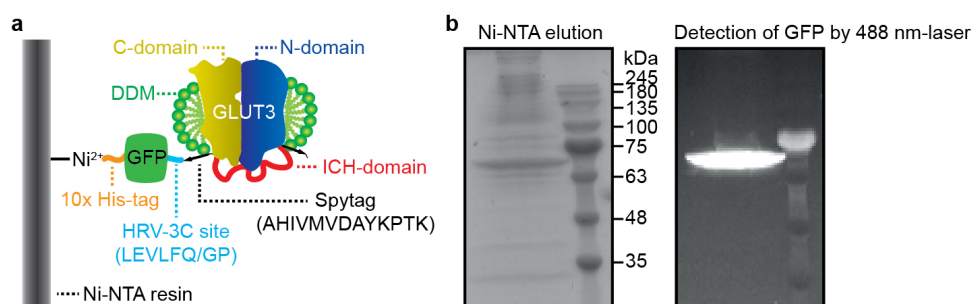 a
C-domain
N-domain
DDM
GLUT3
Ni²⁺
GFP
ICH-domain
10x His-tag
Spytag
(AHIVMVDAYKPTK)
HRV-3C site
(LEVLFQ/GP)
Ni-NTA resin
b
Ni-NTA elution
Detection of GFP by 488 nm-laser
kDa
245
180
135
100
75
63
48
35